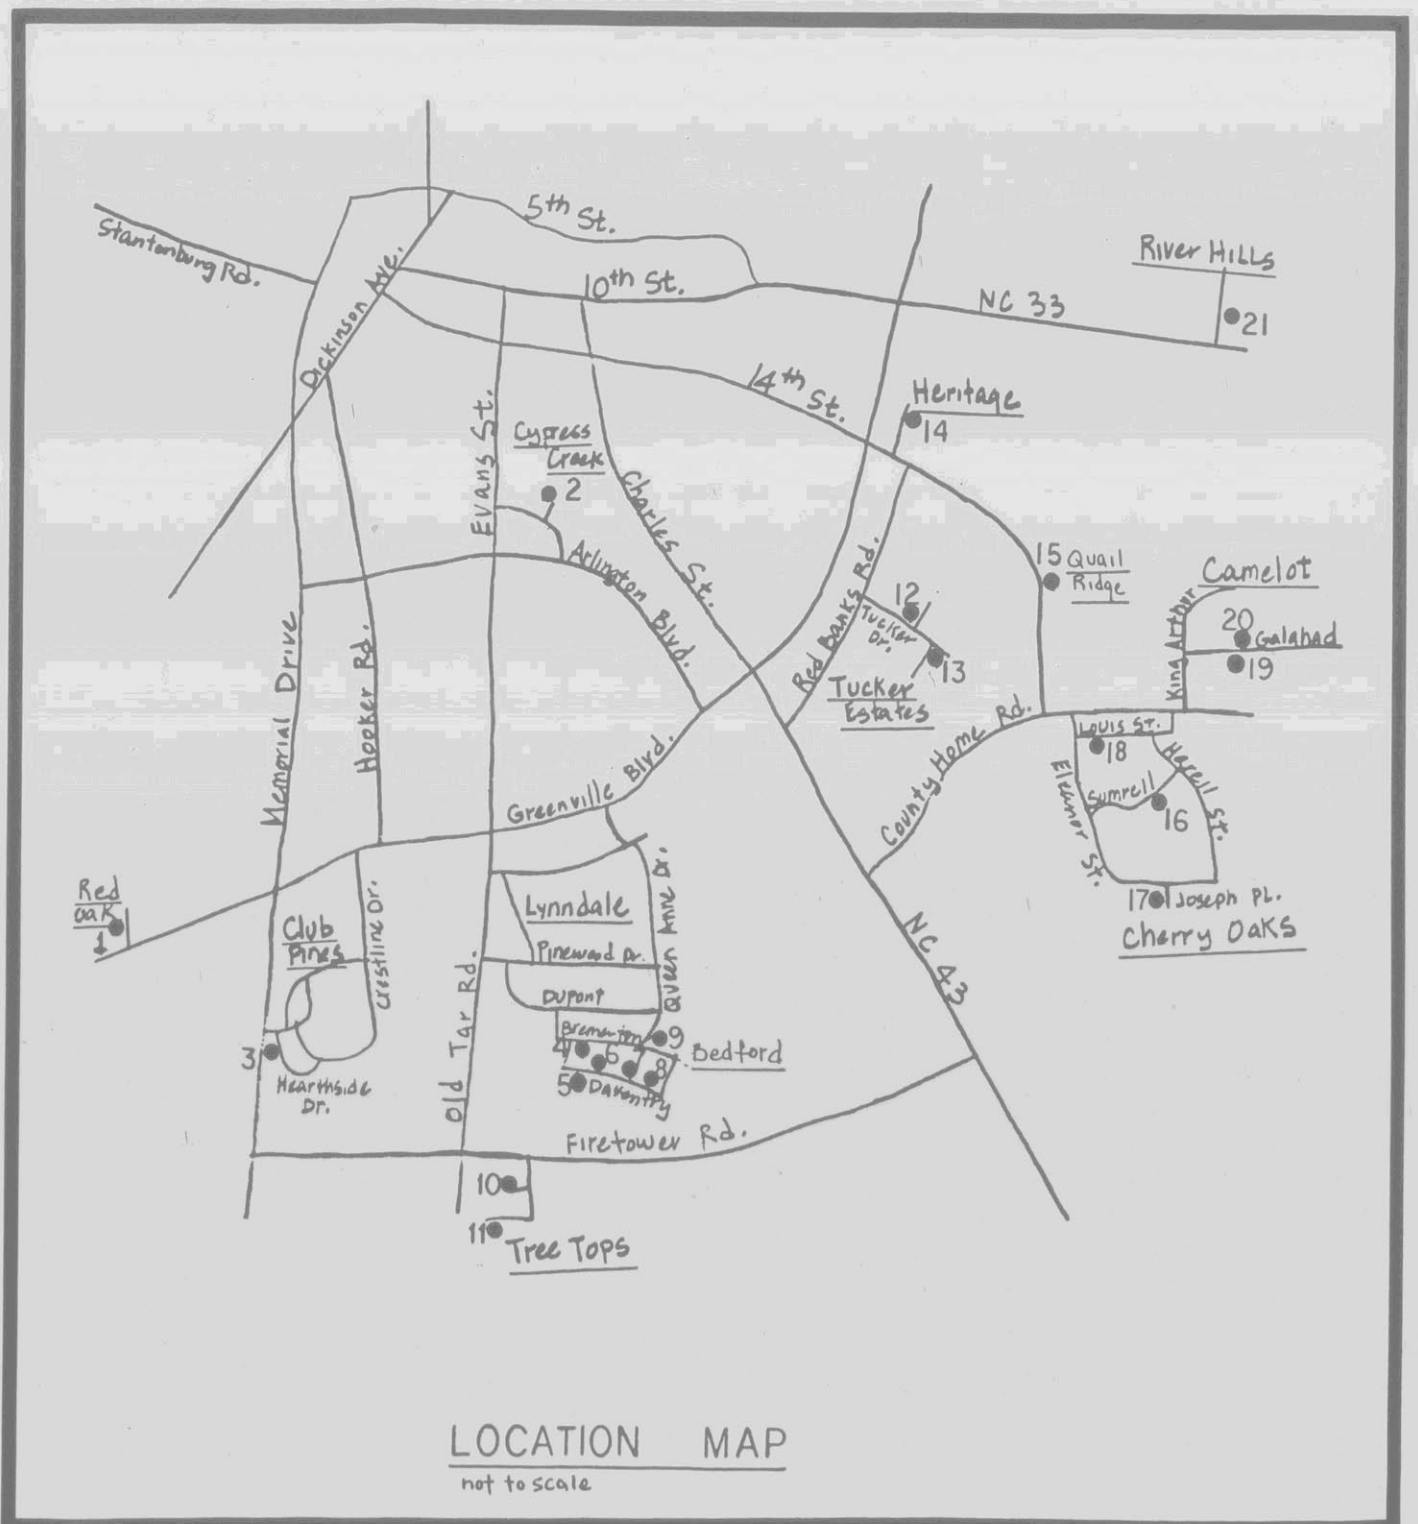 5th St.
Stantonburg Rd.
River Hills
Dickinson Ave.
10th St.
NC 33
21
14th St.
Heritage
14
Evans St.
Cypress
Creek
2
Charles St.
Arlington Blvd.
15 Quail
Ridge
Camelot
Red Banks Rd.
12
Tucker
Dr.
13
Tucker
Estates
King Arthur
20
Galahad
19
Memorial Drive
Hooker Rd.
County Home Rd.
Louis St.
18
Harell St.
Eleanor St.
Sumrell
16
Greenville Blvd.
Red
Oak
1
Club
Pines
Crestline Dr.
Lynndale
Queen Anne Dr.
Pinewood Dr.
17
Joseph Pl.
Cherry Oaks
NC 43
Old Tar Rd.
Dupont
Bremerton
9
3
4
6
7
8
Bedford
5
Daventry
Hearthside
Dr.
Firetower Rd.
10
11
Tree Tops
LOCATION MAP
not to scale